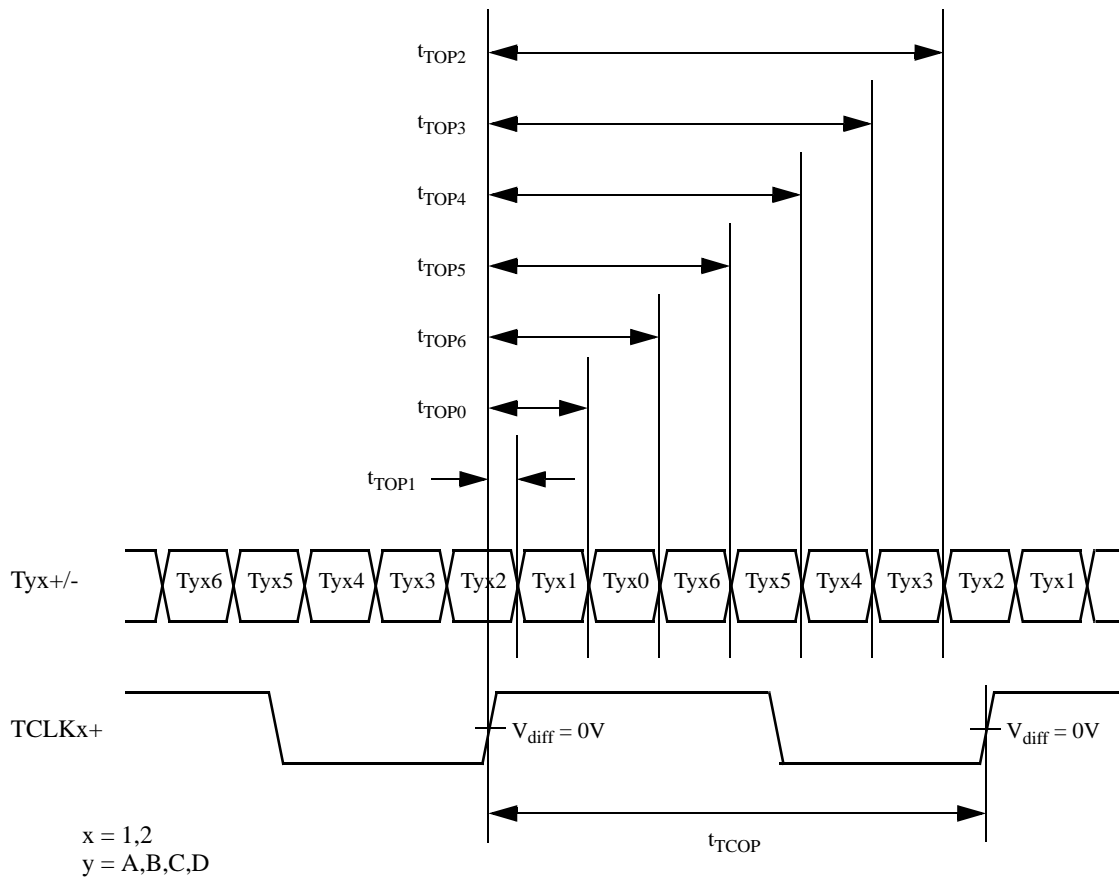 tTOP2
tTOP3
tTOP4
tTOP5
tTOP6
tTOP0
tTOP1
Tyx+/- Tyx6 Tyx5 Tyx4 Tyx3 Tyx2 Tyx1 Tyx0 Tyx6 Tyx5 Tyx4 Tyx3 Tyx2 Tyx1
TCLKx+ Vdiff = 0V Vdiff = 0V
tTCOP
x = 1,2
y = A,B,C,D